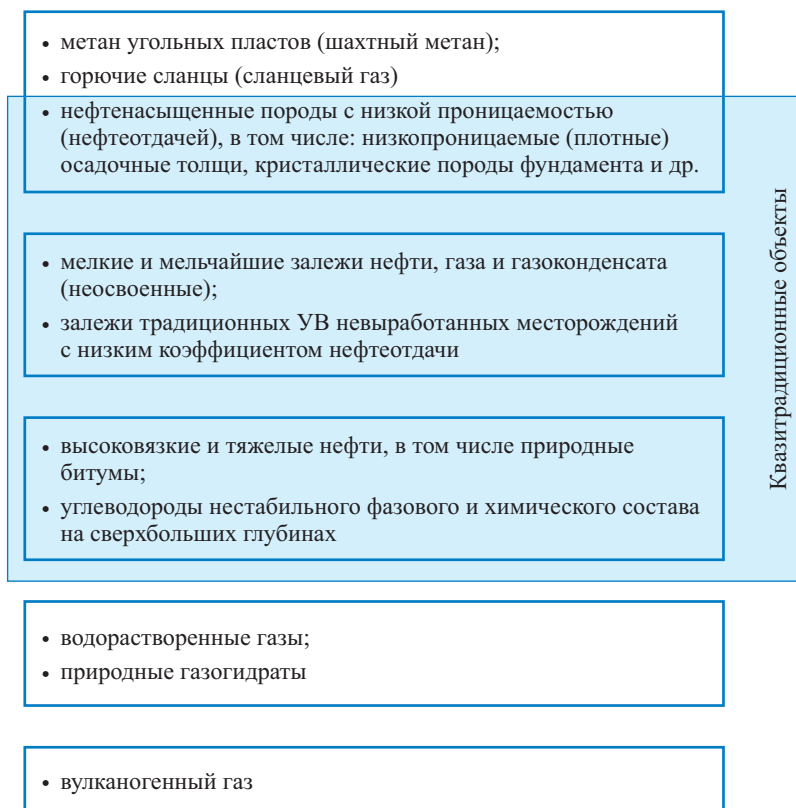 • метан угольных пластов (шахтный метан);
• горючие сланцы (сланцевый газ)
• нефтенасыщенные породы с низкой проницаемостью
(нефтеотдачей), в том числе: низкопроницаемые (плотные)
осадочные толщи, кристаллические породы фундамента и др.
• мелкие и мельчайшие залежи нефти, газа и газоконденсата
(неосвоенные);
• залежи традиционных УВ невыработанных месторождений
с низким коэффициентом нефтеотдачи
• высоковязкие и тяжелые нефти, в том числе природные
битумы;
• углеводороды нестабильного фазового и химического состава
на сверхбольших глубинах
Квазитрадиционные объекты
• водорастворенные газы;
• природные газогидраты
• вулканогенный газ